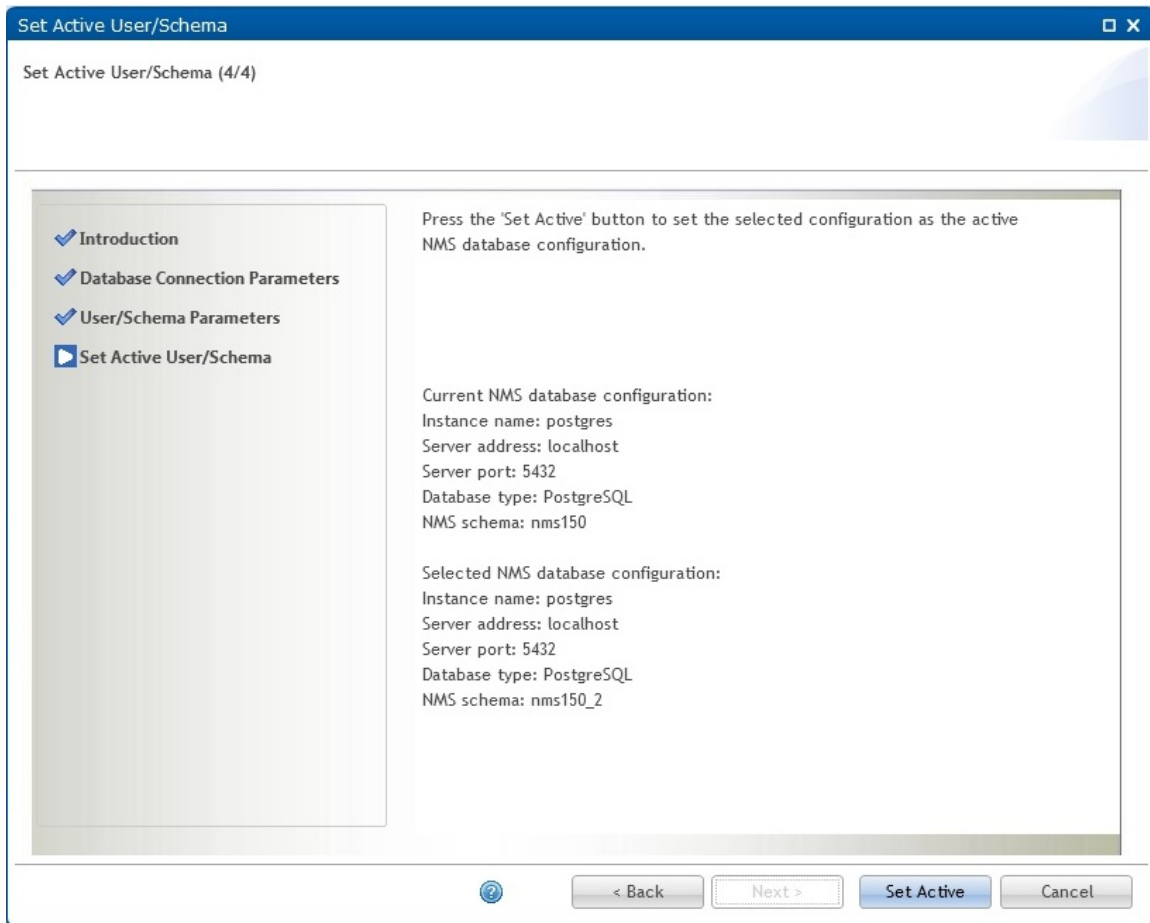 Set Active User/Schema
Set Active User/Schema (4/4)
Introduction
Database Connection Parameters
User/Schema Parameters
Set Active User/Schema
Press the 'Set Active' button to set the selected configuration as the active
NMS database configuration.
Current NMS database configuration:
Instance name: postgres
Server address: localhost
Server port: 5432
Database type: PostgreSQL
NMS schema: nms150
Selected NMS database configuration:
Instance name: postgres
Server address: localhost
Server port: 5432
Database type: PostgreSQL
NMS schema: nms150_2
? < Back Next > Set Active Cancel